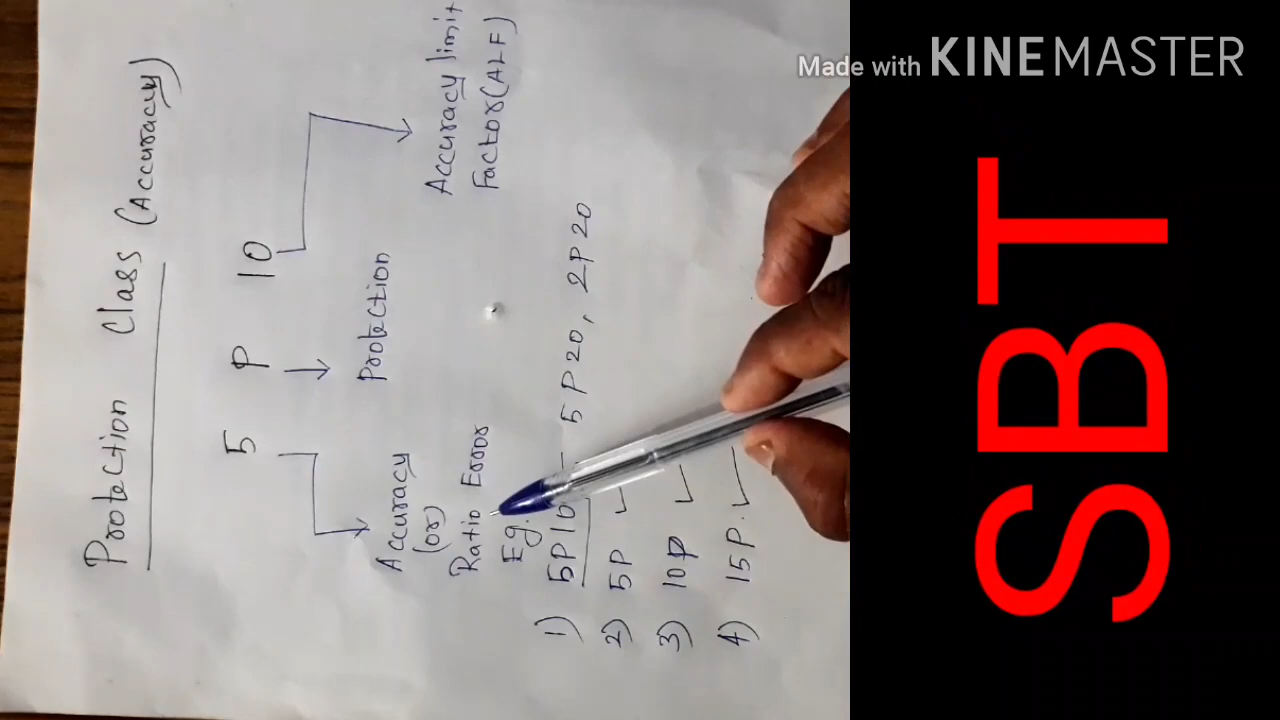 Protection Class (Accuracy)
5 P 10
Accuracy
(or)
Ratio Error
Protection
Accuracy limit
Factor(ALF)
Eg.
1) 5P10 - 5P20, 2P20
2) 5P
3) 10P
4) 15P.
Made with KINEMASTER
SBT